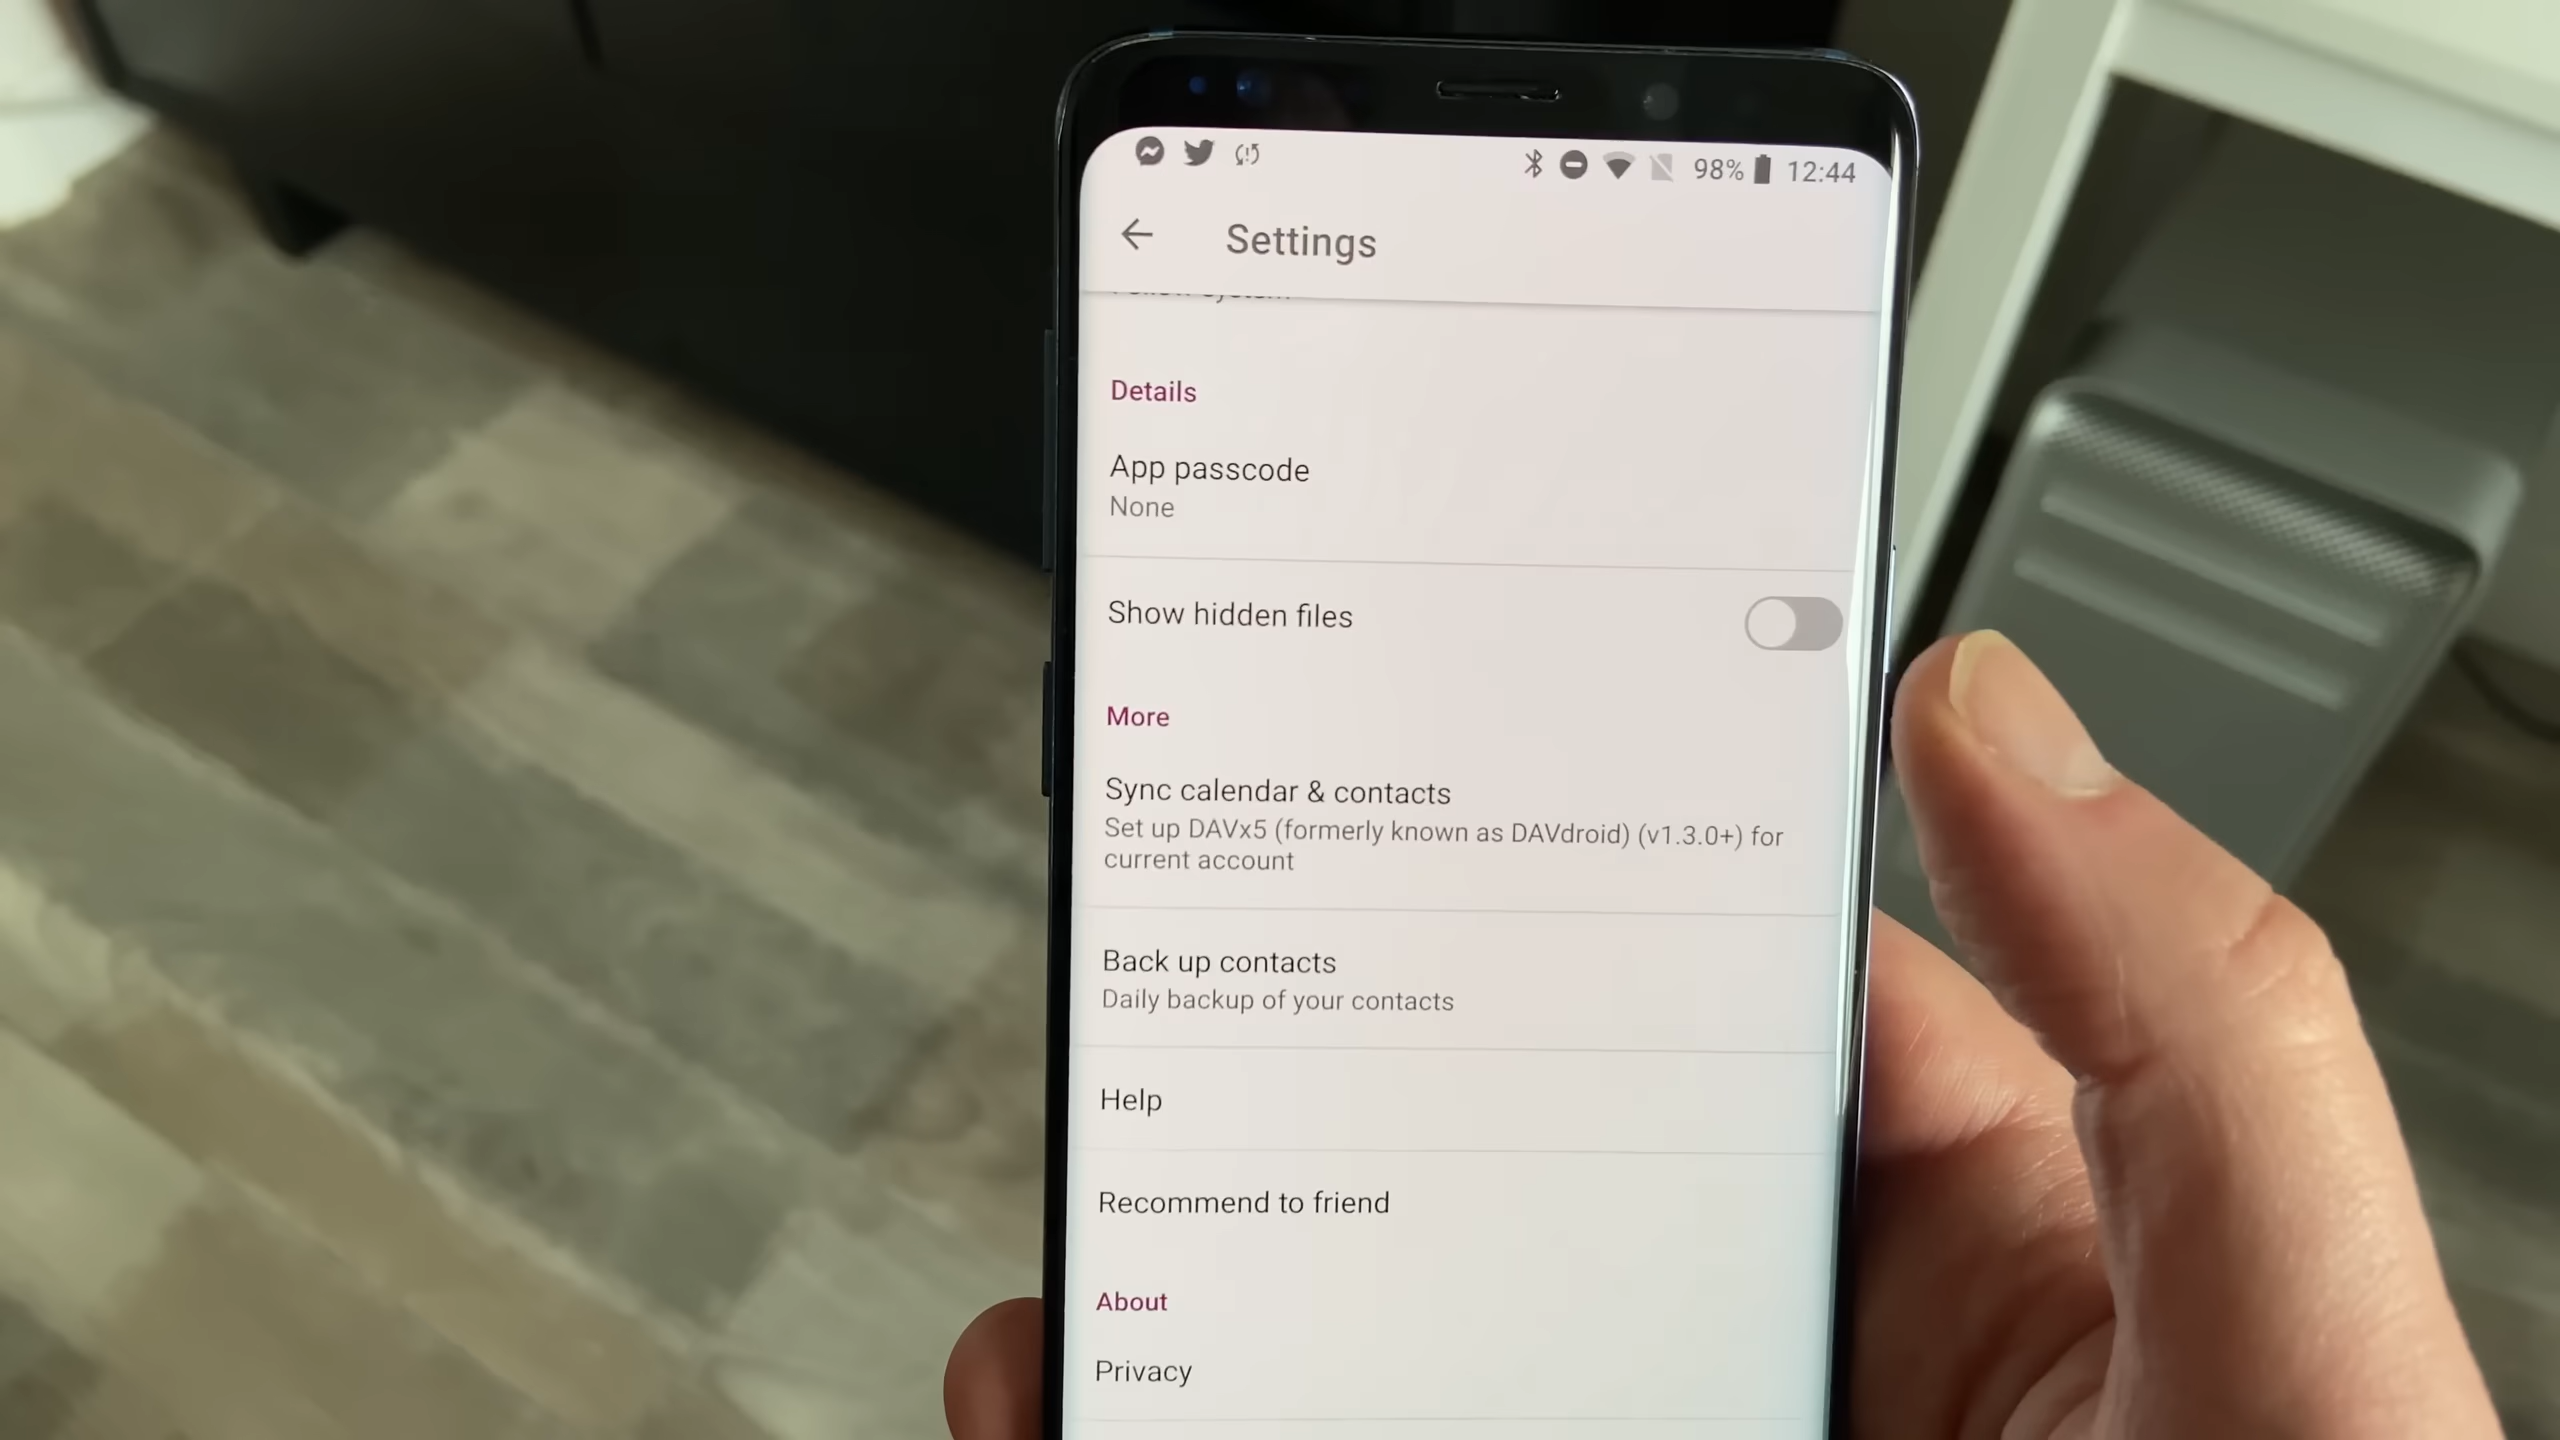 98% 12:44
Settings
Details
App passcode
None
Show hidden files
More
Sync calendar & contacts
Set up DAVx5 (formerly known as DAVdroid) (v1.3.0+) for
current account
Back up contacts
Daily backup of your contacts
Help
Recommend to friend
About
Privacy